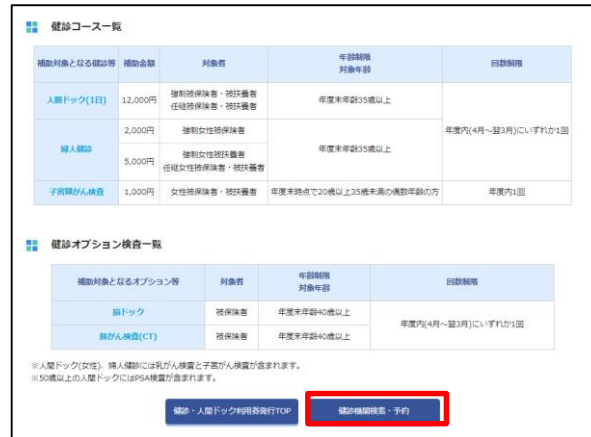 健診コース一覧
補助対象となる健診等 補助金額 対象者 年齢制限 回数制限
対象年齢
人間ドック(1日) 12,000円 強制被保険者・被扶養者 年度末年齢35歳以上
任継被保険者・被扶養者
年度内(4月～翌3月)にいずれか1回
婦人健診 2,000円 強制女性被保険者 年度末年齢35歳以上
5,000円 強制女性被扶養者
任継女性被保険者・被扶養者
子宮頸がん検査 1,000円 女性被保険者・被扶養者 年度末時点で20歳以上35歳未満の偶数年齢の方 年度内1回
健診オプション検査一覧
補助対象となるオプション等 対象者 年齢制限 回数制限
対象年齢
脳ドック 被保険者 年度末年齢40歳以上
年度内(4月～翌3月)にいずれか1回
肺がん検査(CT) 被保険者 年度末年齢40歳以上
※人間ドック(女性)、婦人健診には乳がん検査と子宮がん検査が含まれます。
※50歳以上の人間ドックにはPSA検査が含まれます。
健診・人間ドック利用券発行TOP 健診機関検索・予約